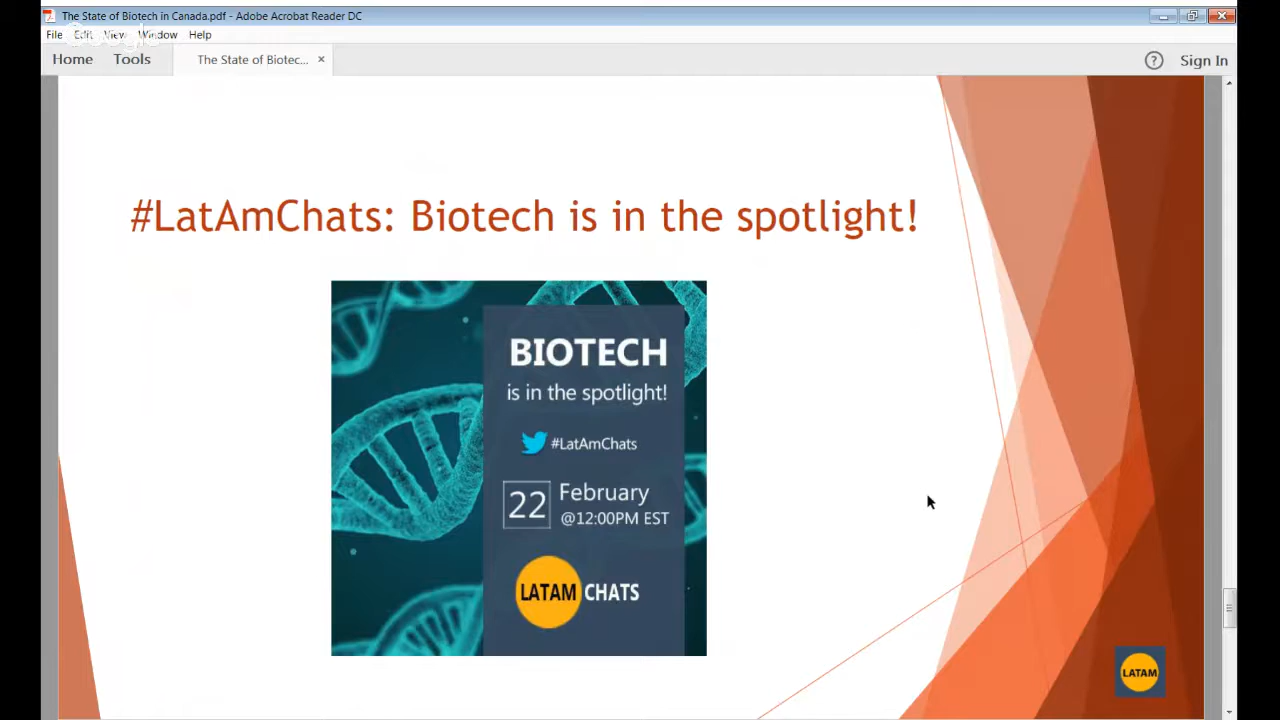 The State of Biotech in Canada.pdf - Adobe Acrobat Reader DC
File Edit View Window Help
Google
Home Tools The State of Biotec... × ? Sign In
#LatAmChats: Biotech is in the spotlight!
BIOTECH
is in the spotlight!
#LatAmChats
22 February
@12:00PM EST
LATAM CHATS
LATAM